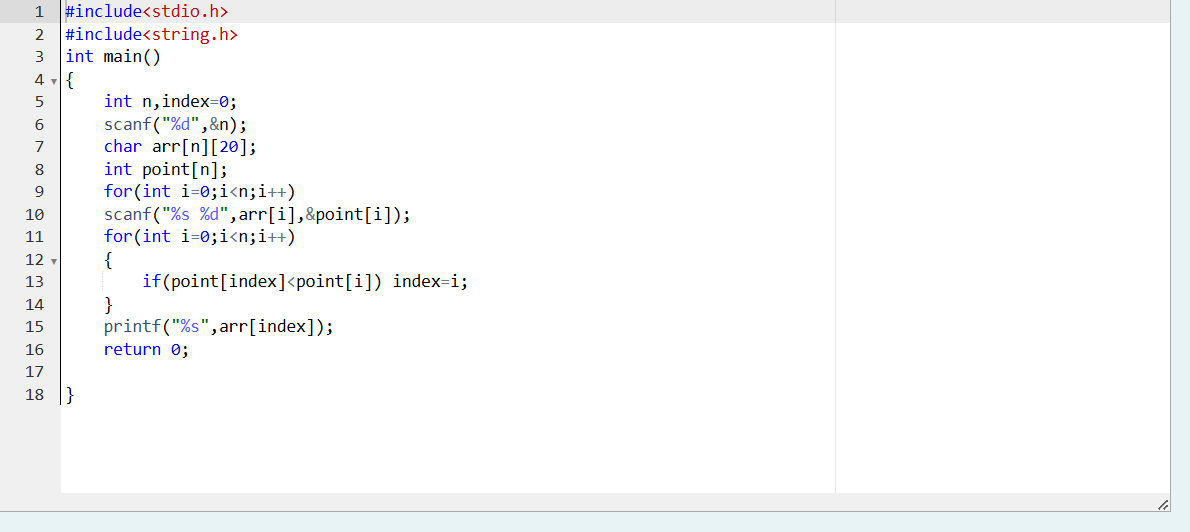 1 #include<stdio.h>
2 #include<string.h>
3 int main()
4 {
5 int n,index=0;
6 scanf("%d",&n);
7 char arr[n][20];
8 int point[n];
9 for(int i=0;i<n;i++)
10 scanf("%s %d",arr[i],&point[i]);
11 for(int i=0;i<n;i++)
12 {
13 if(point[index]<point[i]) index=i;
14 }
15 printf("%s",arr[index]);
16 return 0;
17
18 }